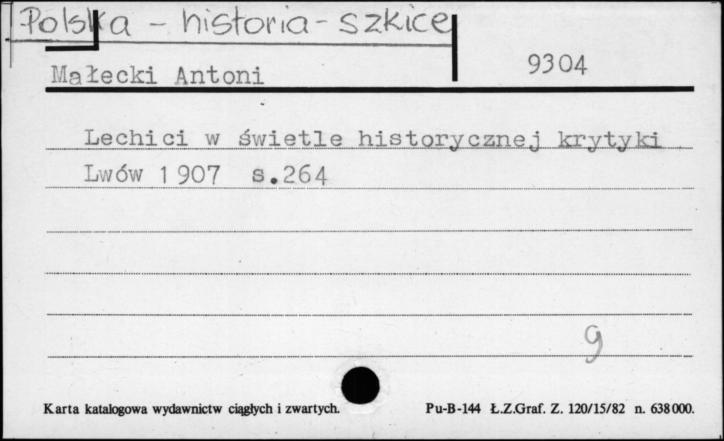 Polska - historia - szkice
Małecki Antoni
9304
Lechici w świetle historycznej krytyki
Lwów 1907 s.264
9
Karta katalogowa wydawnictw ciągłych i zwartych.
Pu-B-144 Ł.Z.Graf. Z. 120/15/82 n. 638000.